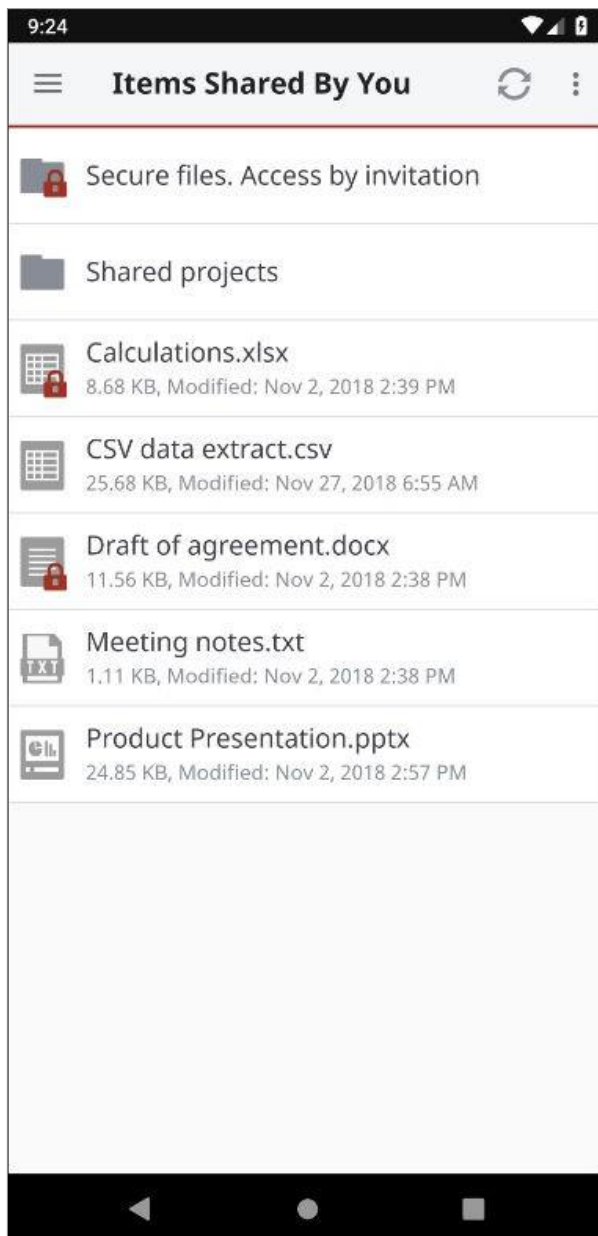 9:24
Items Shared By You
Secure files. Access by invitation
Shared projects
Calculations.xlsx
8.68 KB, Modified: Nov 2, 2018 2:39 PM
CSV data extract.csv
25.68 KB, Modified: Nov 27, 2018 6:55 AM
Draft of agreement.docx
11.56 KB, Modified: Nov 2, 2018 2:38 PM
TXT
Meeting notes.txt
1.11 KB, Modified: Nov 2, 2018 2:38 PM
Product Presentation.pptx
24.85 KB, Modified: Nov 2, 2018 2:57 PM